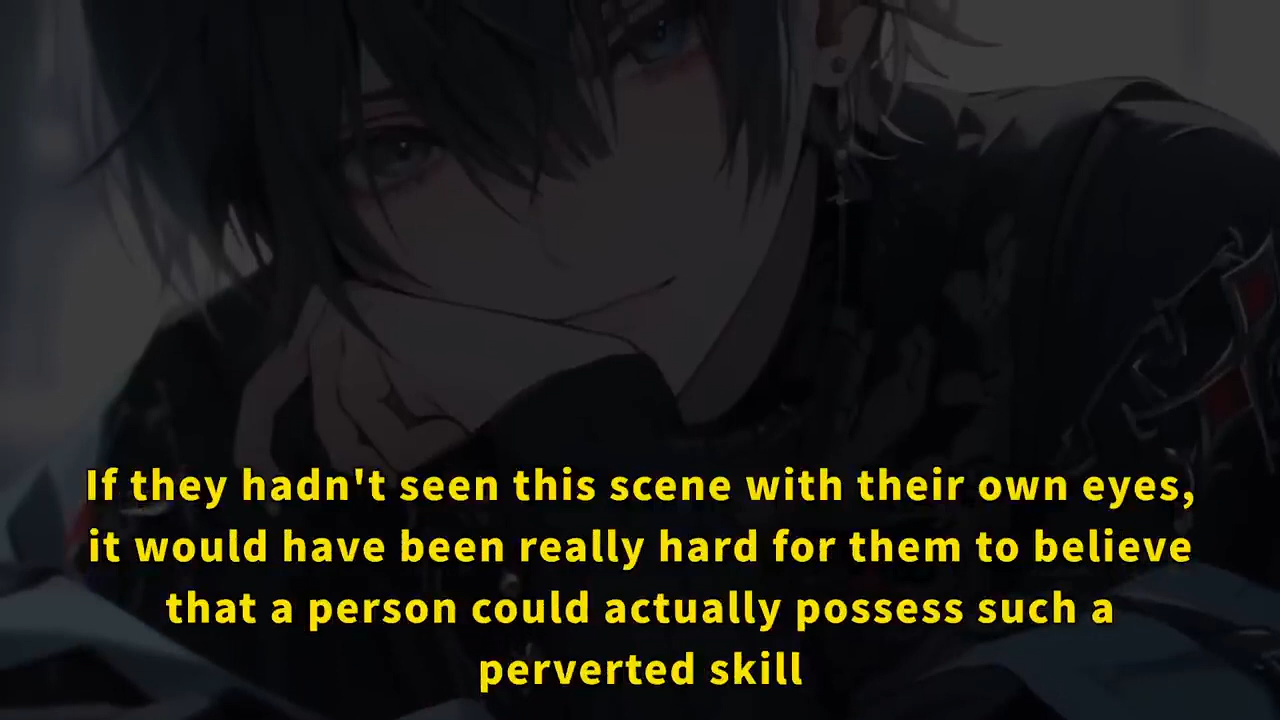 If they hadn't seen this scene with their own eyes,
it would have been really hard for them to believe
that a person could actually possess such a
perverted skill